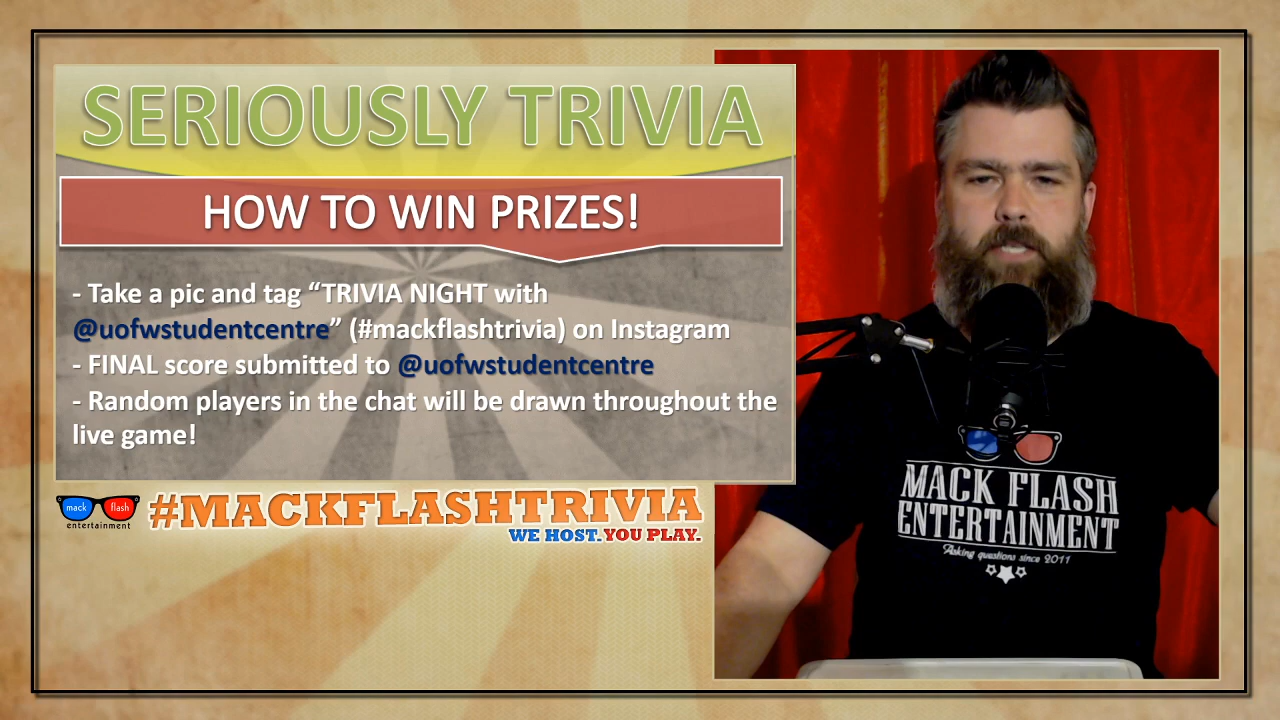 SERIOUSLY TRIVIA
HOW TO WIN PRIZES!
- Take a pic and tag “TRIVIA NIGHT with
@uofwstudentcentre” (#mackflashtrivia) on Instagram
- FINAL score submitted to @uofwstudentcentre
- Random players in the chat will be drawn throughout the
live game!
mack flash
entertainment
#MACKFLASHTRIVIA
WE HOST.YOU PLAY.
MACK FLASH
ENTERTAINMENT
Asking questions since 2011